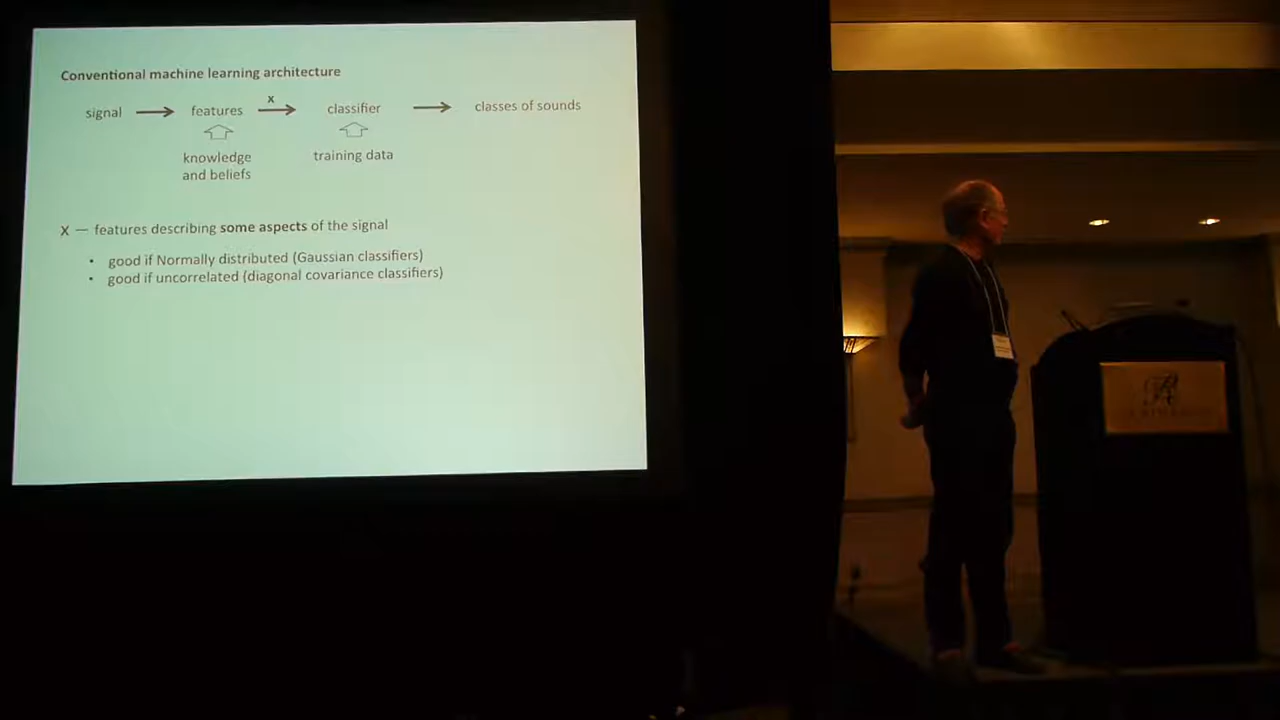 Conventional machine learning architecture
x
signal → features → classifier → classes of sounds
knowledge training data
and beliefs
X — features describing some aspects of the signal
• good if Normally distributed (Gaussian classifiers)
• good if uncorrelated (diagonal covariance classifiers)